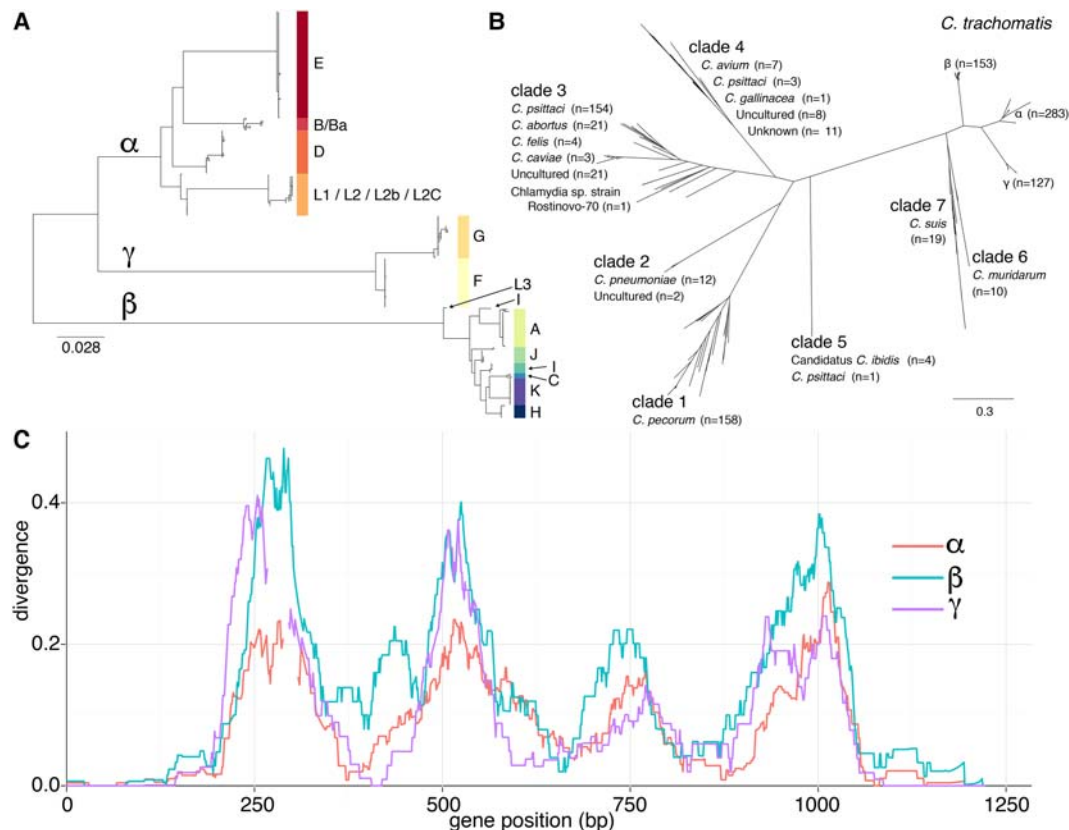 A
E
B/Ba
D
L1 / L2 / L2b / L2C
α
G
γ
F
β
L3
I
A
J
I
C
K
H
0.028
B
C. trachomatis
clade 4
C. avium (n=7)
C. psittaci (n=3)
C. gallinacea (n=1)
Uncultured (n=8)
Unknown (n= 11)
β (n=153)
α (n=283)
γ (n=127)
clade 3
C. psittaci (n=154)
C. abortus (n=21)
C. felis (n=4)
C. caviae (n=3)
Uncultured (n=21)
Chlamydia sp. strain
Rostinovo-70 (n=1)
clade 7
C. suis
(n=19)
clade 6
C. muridarum
(n=10)
clade 2
C. pneumoniae (n=12)
Uncultured (n=2)
clade 5
Candidatus C. ibidis (n=4)
C. psittaci (n=1)
clade 1
C. pecorum (n=158)
0.3
C
divergence
0.4
0.2
0.0
α
β
γ
0
250
500
750
1000
1250
gene position (bp)